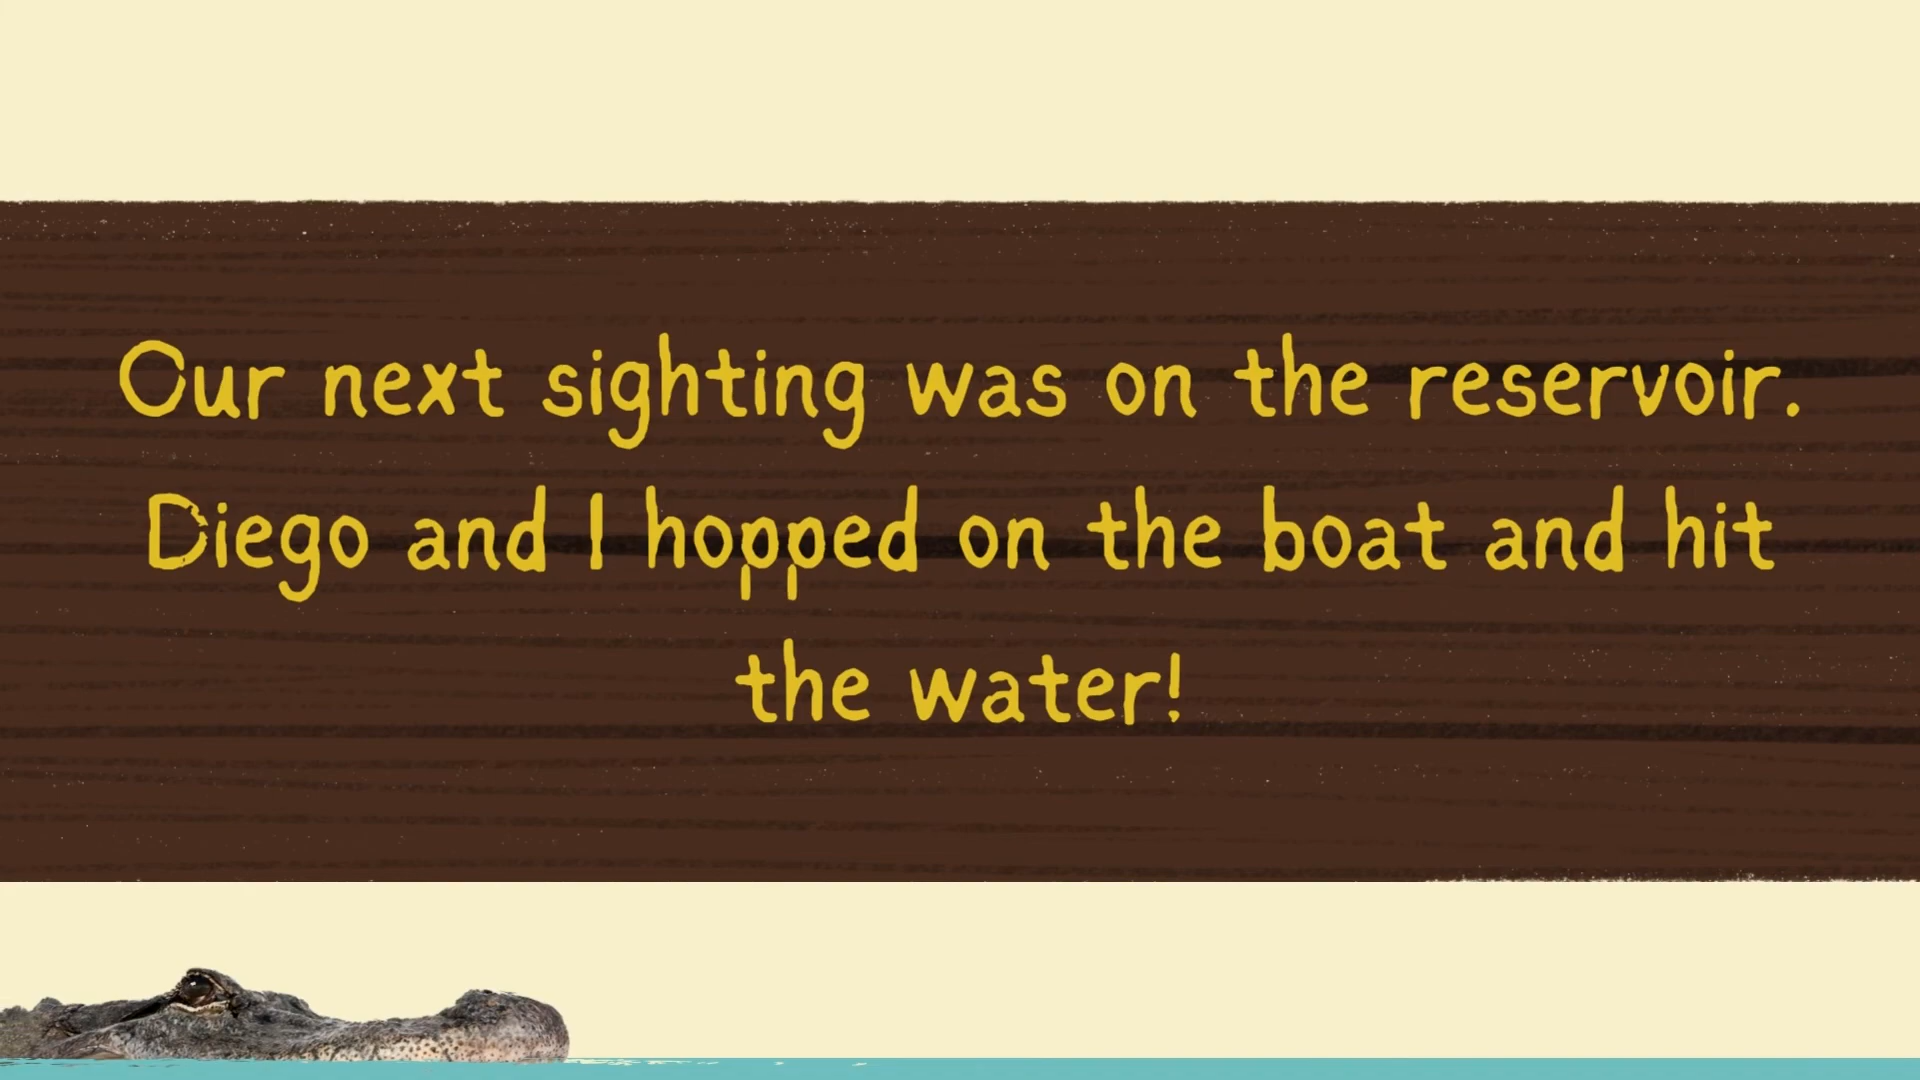 Our next sighting was on the reservoir.
Diego and I hopped on the boat and hit
the water!